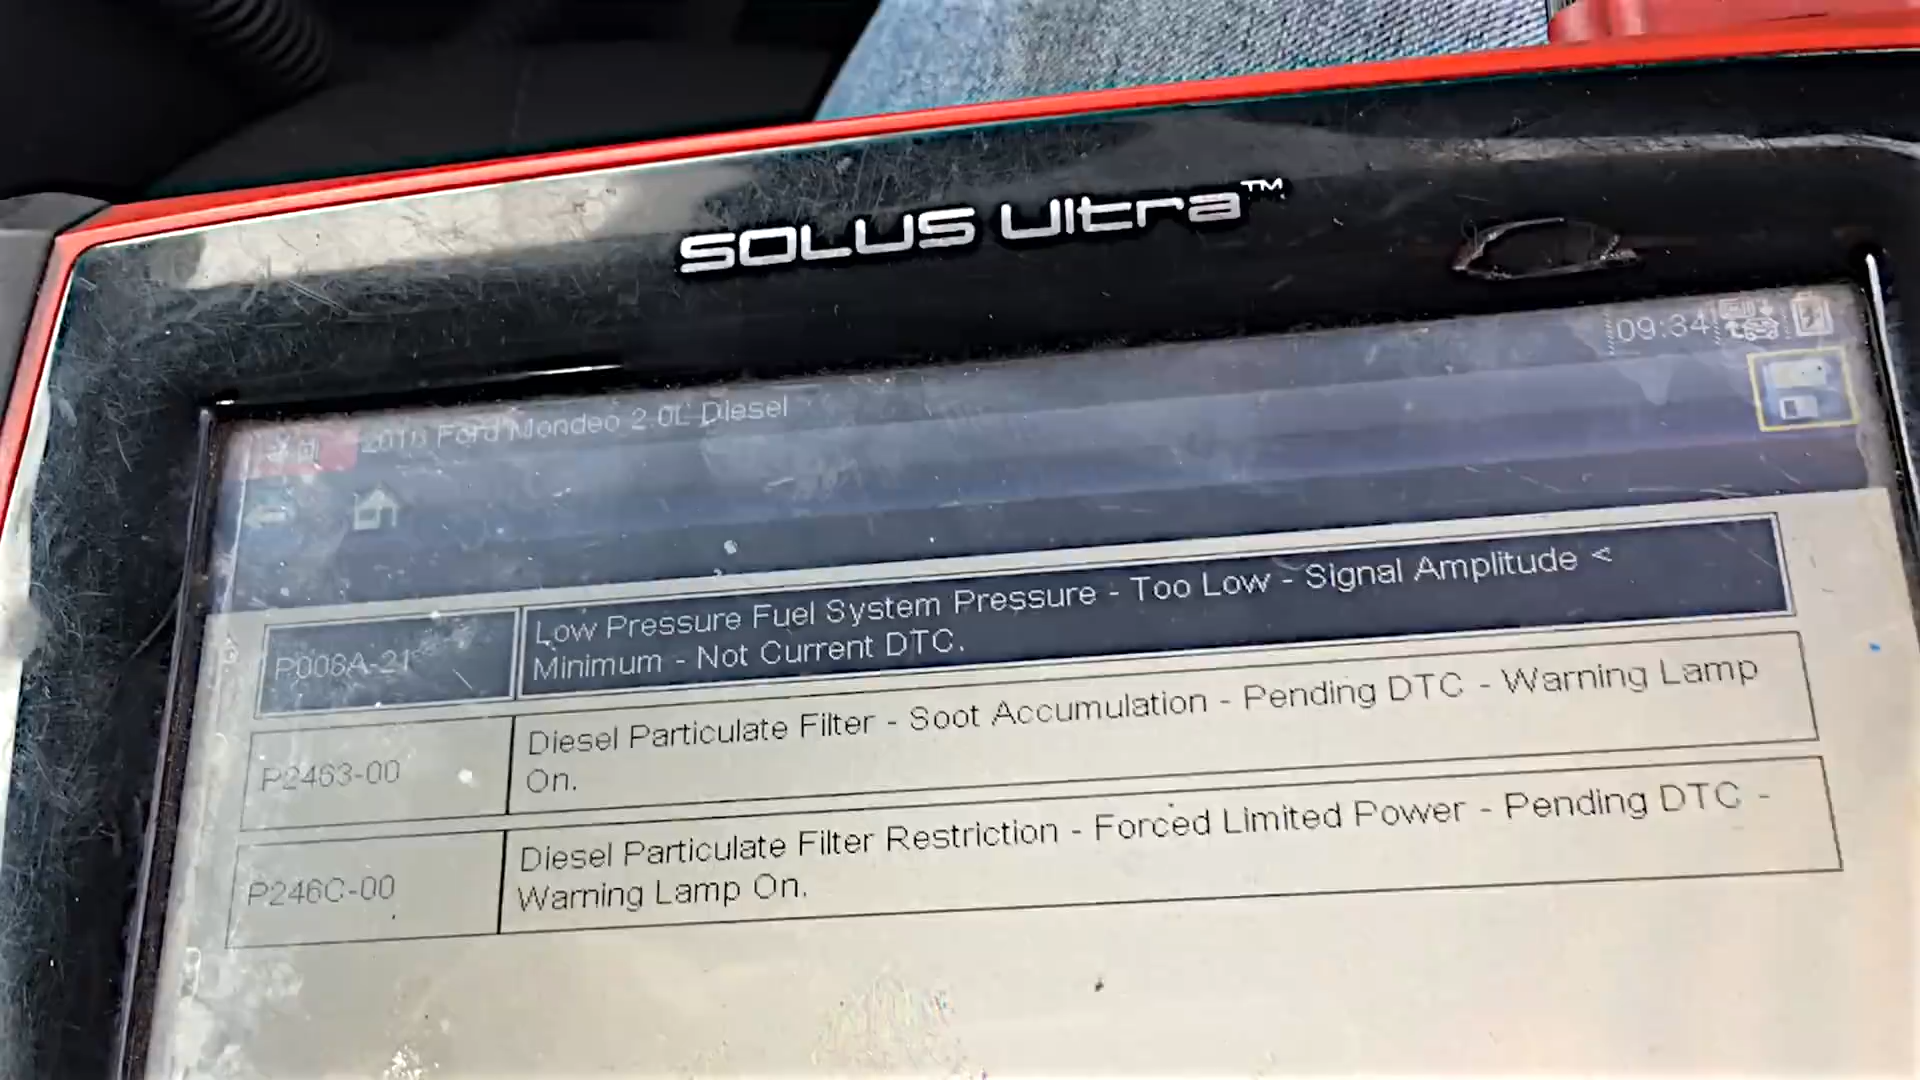 SOLUS Ultra™
09:34
Ford Mondeo 2.0L Diesel
P008A-21
Low Pressure Fuel System Pressure - Too Low - Signal Amplitude <
Minimum - Not Current DTC.
P2463-00
Diesel Particulate Filter - Soot Accumulation - Pending DTC - Warning Lamp
On.
P246C-00
Diesel Particulate Filter Restriction - Forced Limited Power - Pending DTC -
Warning Lamp On.